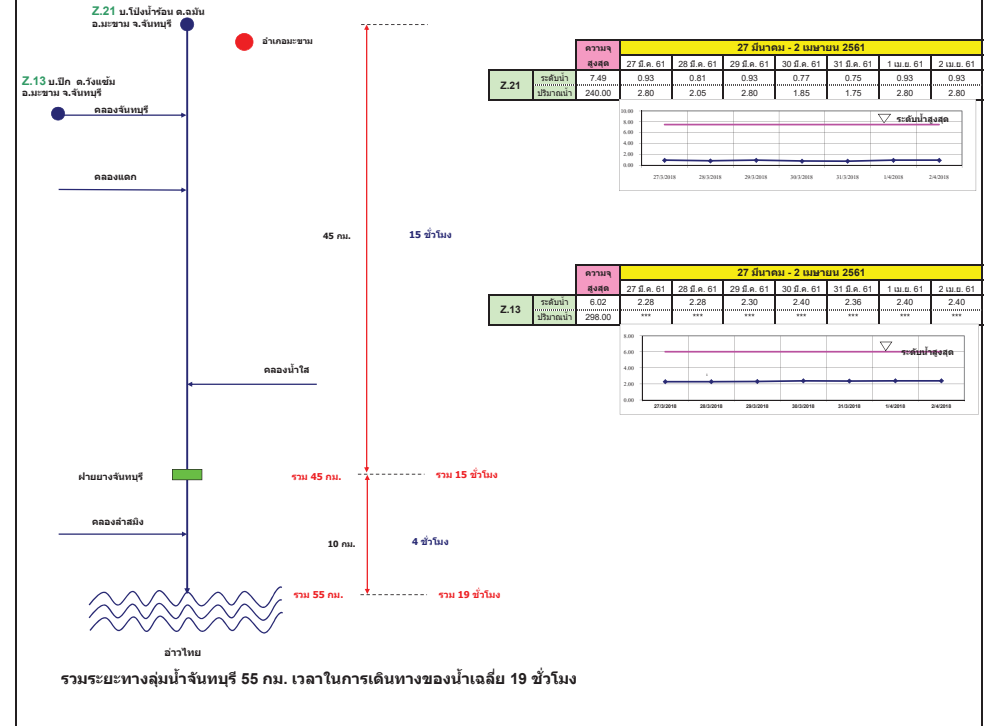 Z.21 บ.โป่งน้ำร้อน ต.ฉมัน
อ.มะขาม จ.จันทบุรี
อำเภอมะขาม
Z.13 บ.ปึก ต.วังแซ้ม
อ.มะขาม จ.จันทบุรี
คลองจันทบุรี
คลองแตก
45 กม. 15 ชั่วโมง
คลองน้ำใส
ฝายยางจันทบุรี
รวม 45 กม. รวม 15 ชั่วโมง
คลองลำสมิง
10 กม. 4 ชั่วโมง
รวม 55 กม. รวม 19 ชั่วโมง
อ่าวไทย
รวมระยะทางลุ่มน้ำจันทบุรี 55 กม. เวลาในการเดินทางของน้ำเฉลี่ย 19 ชั่วโมง
ความจุ 27 มีนาคม - 2 เมษายน 2561
สูงสุด 27 มี.ค. 61 28 มี.ค. 61 29 มี.ค. 61 30 มี.ค. 61 31 มี.ค. 61 1 เม.ย. 61 2 เม.ย. 61
Z.21 ระดับน้ำ 7.49 0.93 0.81 0.93 0.77 0.75 0.93 0.93
ปริมาณน้ำ 240.00 2.80 2.05 2.80 1.85 1.75 2.80 2.80
10.00
8.00
6.00
4.00
2.00
0.00
ระดับน้ำสูงสุด
27/3/2018 28/3/2018 29/3/2018 30/3/2018 31/3/2018 1/4/2018 2/4/2018
ความจุ 27 มีนาคม - 2 เมษายน 2561
สูงสุด 27 มี.ค. 61 28 มี.ค. 61 29 มี.ค. 61 30 มี.ค. 61 31 มี.ค. 61 1 เม.ย. 61 2 เม.ย. 61
Z.13 ระดับน้ำ 6.02 2.28 2.28 2.30 2.40 2.36 2.40 2.40
ปริมาณน้ำ 298.00 *** *** *** *** *** *** ***
8.00
6.00
4.00
2.00
0.00
ระดับน้ำสูงสุด
27/3/2018 28/3/2018 29/3/2018 30/3/2018 31/3/2018 1/4/2018 2/4/2018